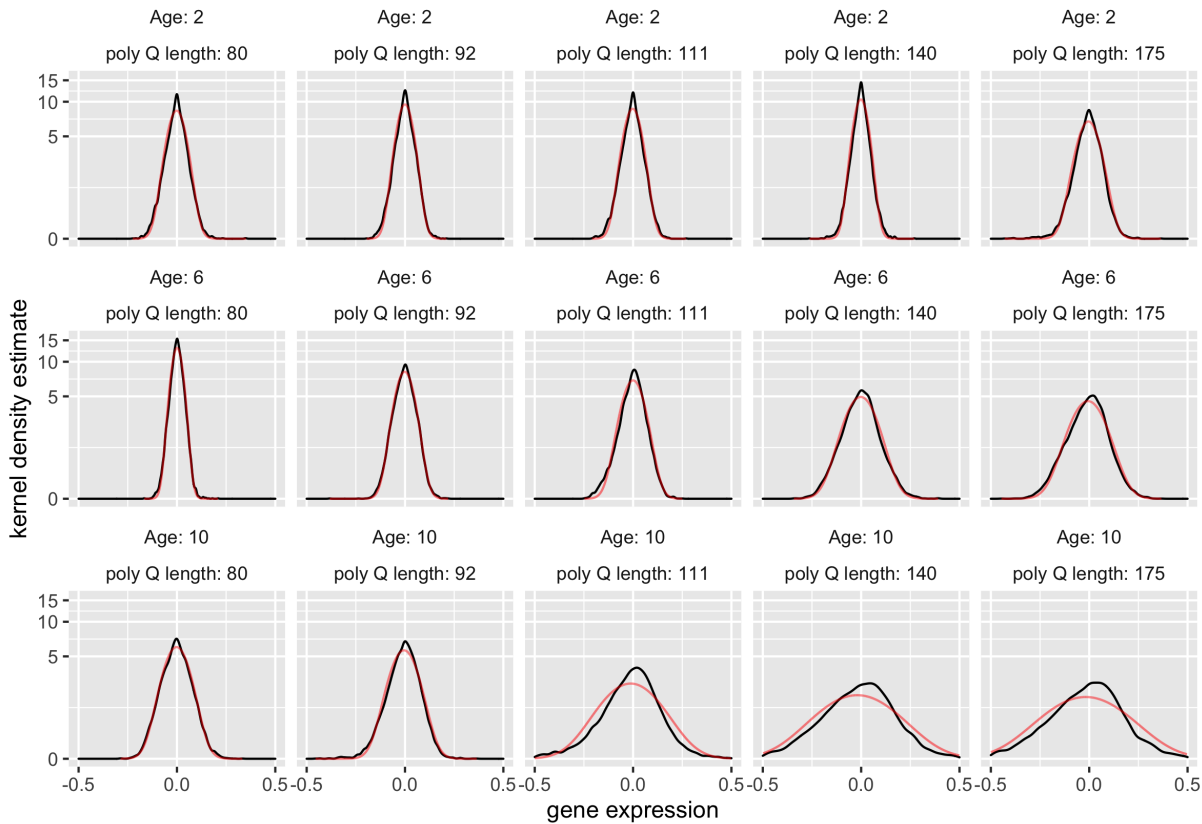 Age: 2 Age: 2 Age: 2 Age: 2 Age: 2
poly Q length: 80 poly Q length: 92 poly Q length: 111 poly Q length: 140 poly Q length: 175
15
10
5
0
Age: 6 Age: 6 Age: 6 Age: 6 Age: 6
poly Q length: 80 poly Q length: 92 poly Q length: 111 poly Q length: 140 poly Q length: 175
15
10
5
0
kernel density estimate
Age: 10 Age: 10 Age: 10 Age: 10 Age: 10
poly Q length: 80 poly Q length: 92 poly Q length: 111 poly Q length: 140 poly Q length: 175
15
10
5
0
-0.5 0.0 0.5 -0.5 0.0 0.5 -0.5 0.0 0.5 -0.5 0.0 0.5 -0.5 0.0 0.5
gene expression